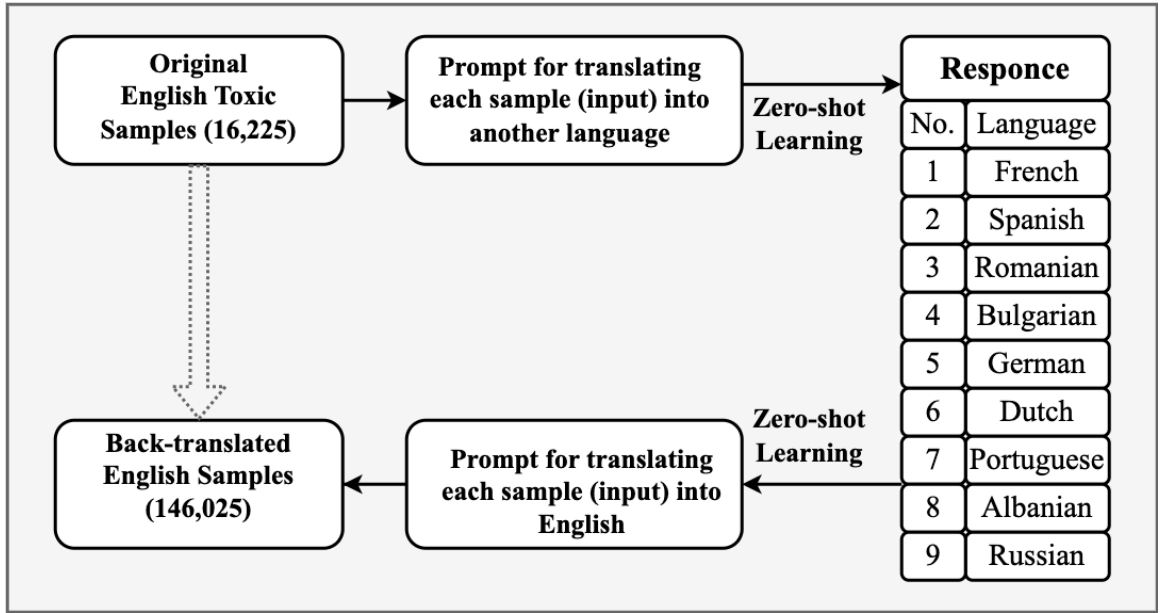 Original
English Toxic
Samples (16,225)
Prompt for translating
each sample (input) into
another language
Zero-shot
Learning
Responce
No. Language
1 French
2 Spanish
3 Romanian
4 Bulgarian
5 German
6 Dutch
7 Portuguese
8 Albanian
9 Russian
Zero-shot
Learning
Prompt for translating
each sample (input) into
English
Back-translated
English Samples
(146,025)